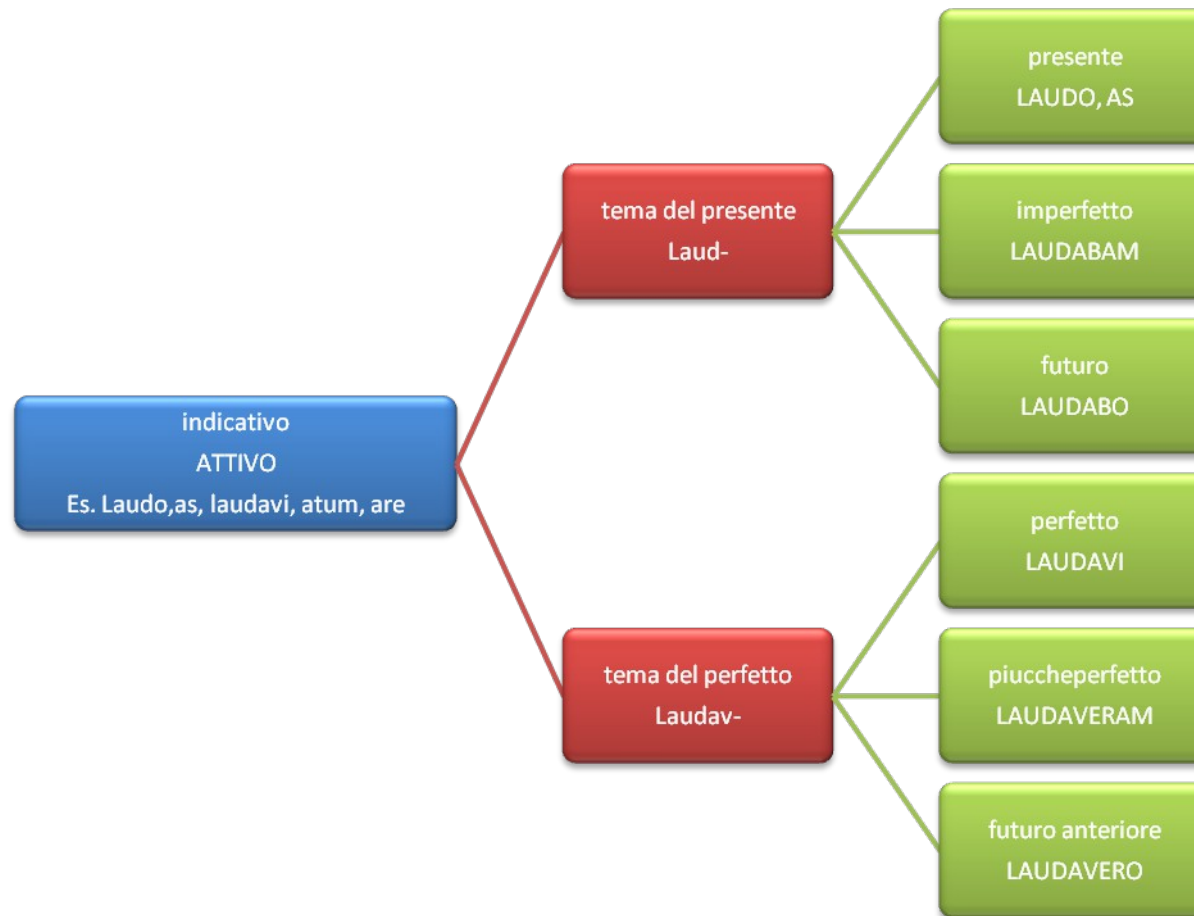 indicativo
ATTIVO
Es. Laudo,as, laudavi, atum, are
tema del presente
Laud-
presente
LAUDO, AS
imperfetto
LAUDABAM
futuro
LAUDABO
tema del perfetto
Laudav-
perfetto
LAUDAVI
piuccheperfetto
LAUDAVERAM
futuro anteriore
LAUDAVERO